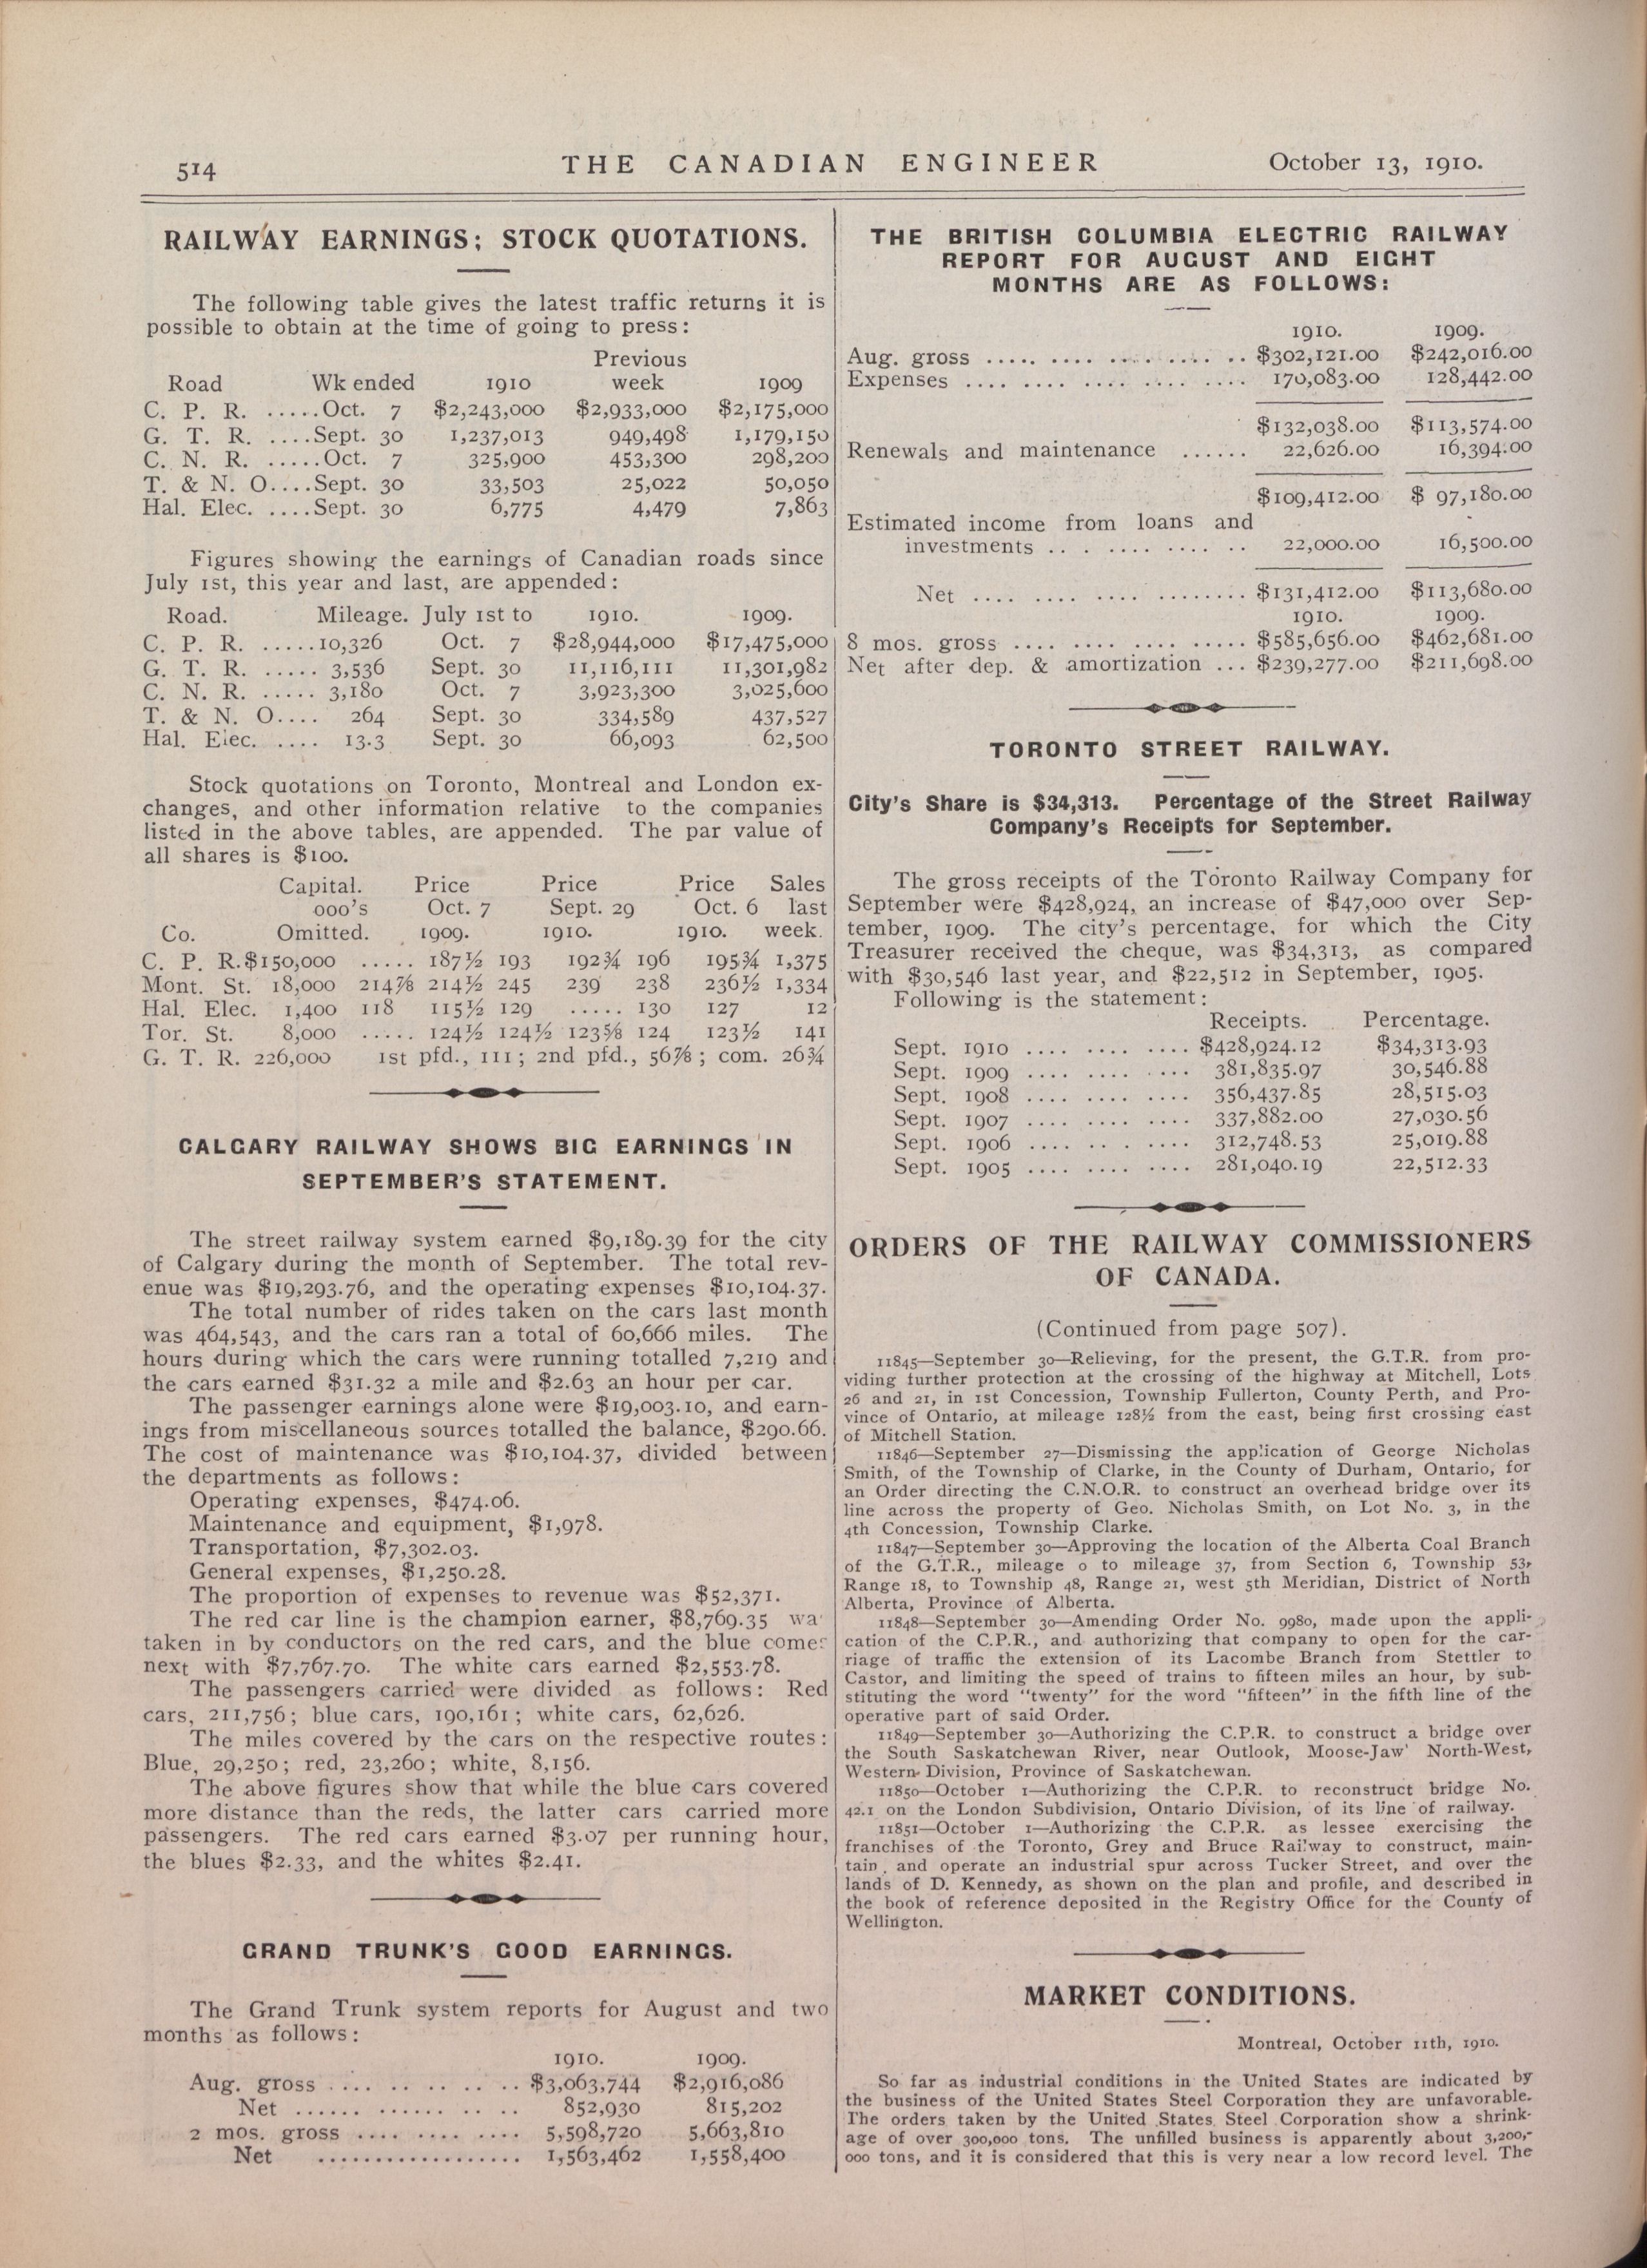 514
THE CANADIAN ENGINEER
October 13, 1910.
RAILWAY EARNINGS; STOCK QUOTATIONS.
The following table gives the latest traffic returns it is
possible to obtain at the time of going to press:
Previous
Road Wk ended 1910 week 1909
C. P. R. .....Oct. 7 $2,243,000 $2,933,000 $2,175,000
G. T. R. ....Sept. 30 1,237,013 949,498 1,179,150
C. N. R. .....Oct. 7 325,900 453,300 298,200
T. & N. O....Sept. 30 33,503 25,022 50,050
Hal. Elec. ....Sept. 30 6,775 4,479 7,863
Figures showing the earnings of Canadian roads since
July 1st, this year and last, are appended:
Road. Mileage. July 1st to 1910. 1909.
C. P. R. .....10,326 Oct. 7 $28,944,000 $17,475,000
G. T. R. ..... 3,536 Sept. 30 11,116,111 11,301,982
C. N. R. ..... 3,180 Oct. 7 3,923,300 3,025,600
T. & N. O.... 264 Sept. 30 334,589 437,527
Hal. Elec. .... 13.3 Sept. 30 66,093 62,500
Stock quotations on Toronto, Montreal and London ex-
changes, and other information relative to the companies
listed in the above tables, are appended. The par value of
all shares is $100.
Capital. Price Price Price Sales
000's Oct. 7 Sept. 29 Oct. 6 last
Co. Omitted. 1909. 1910. 1910. week.
C. P. R.$150,000 ..... 187½ 193 192¾ 196 195¾ 1,375
Mont. St. 18,000 214⅞ 214½ 245 239 238 236½ 1,334
Hal. Elec. 1,400 118 115½ 129 ..... 130 127 12
Tor. St. 8,000 ..... 124½ 124½ 123⅝ 124 123½ 141
G. T. R. 226,000 1st pfd., 111; 2nd pfd., 56⅞; com. 26¾
CALGARY RAILWAY SHOWS BIG EARNINGS IN
SEPTEMBER'S STATEMENT.
The street railway system earned $9,189.39 for the city
of Calgary during the month of September. The total rev-
enue was $19,293.76, and the operating expenses $10,104.37.
The total number of rides taken on the cars last month
was 464,543, and the cars ran a total of 60,666 miles. The
hours during which the cars were running totalled 7,219 and
the cars earned $31.32 a mile and $2.63 an hour per car.
The passenger earnings alone were $19,003.10, and earn-
ings from miscellaneous sources totalled the balance, $290.66.
The cost of maintenance was $10,104.37, divided between
the departments as follows:
Operating expenses, $474.06.
Maintenance and equipment, $1,978.
Transportation, $7,302.03.
General expenses, $1,250.28.
The proportion of expenses to revenue was $52,371.
The red car line is the champion earner, $8,769.35 wa
taken in by conductors on the red cars, and the blue comes
next with $7,767.70. The white cars earned $2,553.78.
The passengers carried were divided as follows: Red
cars, 211,756; blue cars, 190,161; white cars, 62,626.
The miles covered by the cars on the respective routes:
Blue, 29,250; red, 23,260; white, 8,156.
The above figures show that while the blue cars covered
more distance than the reds, the latter cars carried more
passengers. The red cars earned $3.07 per running hour,
the blues $2.33, and the whites $2.41.
GRAND TRUNK'S GOOD EARNINGS.
The Grand Trunk system reports for August and two
months as follows:
1910. 1909.
Aug. gross .... .. .. .. .. $3,063,744 $2,916,086
Net ...... ...... .. .. 852,930 815,202
2 mos. gross .... .... .... 5,598,720 5,663,810
Net .................. 1,563,462 1,558,400
THE BRITISH COLUMBIA ELECTRIC RAILWAY
REPORT FOR AUGUST AND EIGHT
MONTHS ARE AS FOLLOWS:
1910. 1909.
Aug. gross ..... .... .... .... .. $302,121.00 $242,016.00
Expenses .... .... .... .... .... 170,083.00 128,442.00
$132,038.00 $113,574.00
Renewals and maintenance ...... 22,626.00 16,394.00
$109,412.00 $ 97,180.00
Estimated income from loans and
investments .. . .... .... .. 22,000.00 16,500.00
Net .... .... .... ........ $131,412.00 $113,680.00
1910. 1909.
8 mos. gross .... .... .... ..... $585,656.00 $462,681.00
Net after dep. & amortization ... $239,277.00 $211,698.00
TORONTO STREET RAILWAY.
City's Share is $34,313. Percentage of the Street Railway
Company's Receipts for September.
The gross receipts of the Toronto Railway Company for
September were $428,924, an increase of $47,000 over Sep-
tember, 1909. The city's percentage, for which the City
Treasurer received the cheque, was $34,313, as compared
with $30,546 last year, and $22,512 in September, 1905.
Following is the statement:
Receipts. Percentage.
Sept. 1910 .... .... .... $428,924.12 $34,313.93
Sept. 1909 .... .... .... 381,835.97 30,546.88
Sept. 1908 .... .... .... 356,437.85 28,515.03
Sept. 1907 .... .... .... 337,882.00 27,030.56
Sept. 1906 .... .. . .... 312,748.53 25,019.88
Sept. 1905 .... .... .... 281,040.19 22,512.33
ORDERS OF THE RAILWAY COMMISSIONERS
OF CANADA.
(Continued from page 507).
11845—September 30—Relieving, for the present, the G.T.R. from pro-
viding further protection at the crossing of the highway at Mitchell, Lots
26 and 21, in 1st Concession, Township Fullerton, County Perth, and Pro-
vince of Ontario, at mileage 128½ from the east, being first crossing east
of Mitchell Station.
11846—September 27—Dismissing the application of George Nicholas
Smith, of the Township of Clarke, in the County of Durham, Ontario, for
an Order directing the C.N.O.R. to construct an overhead bridge over its
line across the property of Geo. Nicholas Smith, on Lot No. 3, in the
4th Concession, Township Clarke.
11847—September 30—Approving the location of the Alberta Coal Branch
of the G.T.R., mileage 0 to mileage 37, from Section 6, Township 53,
Range 18, to Township 48, Range 21, west 5th Meridian, District of North
Alberta, Province of Alberta.
11848—September 30—Amending Order No. 9980, made upon the appli-
cation of the C.P.R., and authorizing that company to open for the car-
riage of traffic the extension of its Lacombe Branch from Stettler to
Castor, and limiting the speed of trains to fifteen miles an hour, by sub-
stituting the word "twenty" for the word "fifteen" in the fifth line of the
operative part of said Order.
11849—September 30—Authorizing the C.P.R. to construct a bridge over
the South Saskatchewan River, near Outlook, Moose-Jaw' North-West,
Western Division, Province of Saskatchewan.
11850—October 1—Authorizing the C.P.R. to reconstruct bridge No.
42.1 on the London Subdivision, Ontario Division, of its line of railway.
11851—October 1—Authorizing the C.P.R. as lessee exercising the
franchises of the Toronto, Grey and Bruce Railway to construct, main-
tain, and operate an industrial spur across Tucker Street, and over the
lands of D. Kennedy, as shown on the plan and profile, and described in
the book of reference deposited in the Registry Office for the County of
Wellington.
MARKET CONDITIONS.
Montreal, October 11th, 1910.
So far as industrial conditions in the United States are indicated by
the business of the United States Steel Corporation they are unfavorable.
The orders taken by the United States Steel Corporation show a shrink-
age of over 300,000 tons. The unfilled business is apparently about 3,200,-
000 tons, and it is considered that this is very near a low record level. The